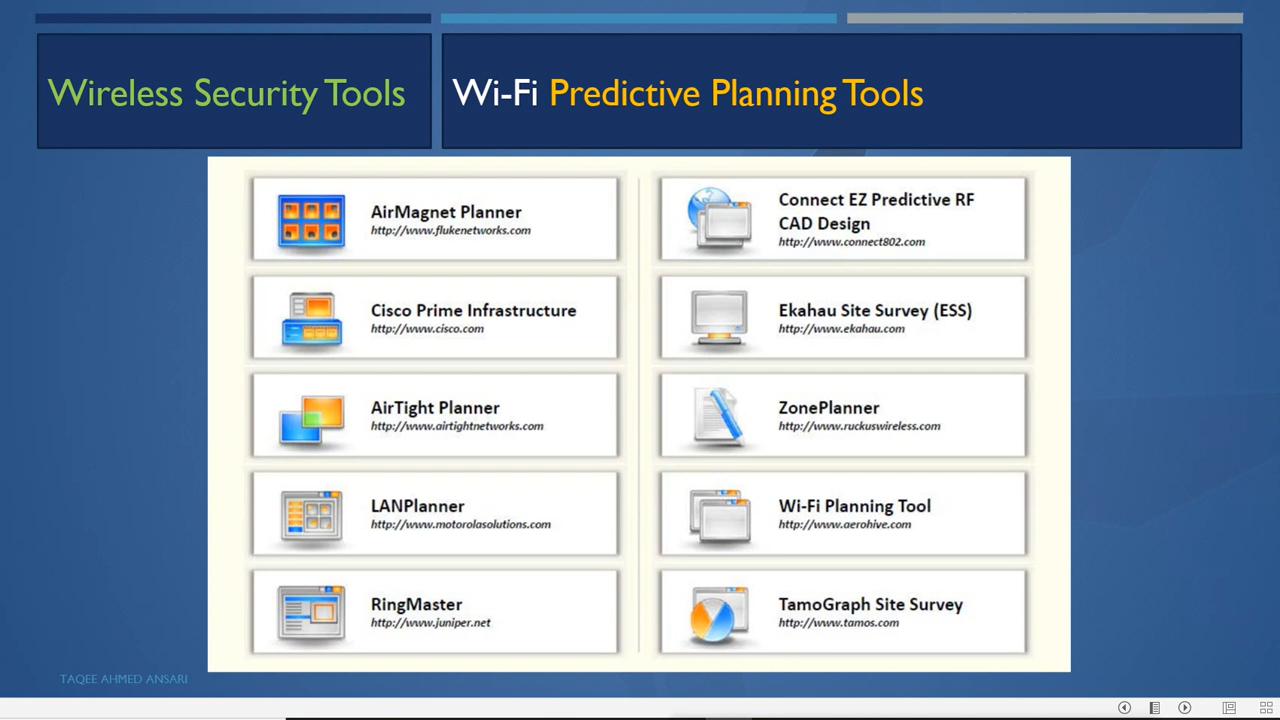 Wireless Security Tools
Wi-Fi Predictive Planning Tools
AirMagnet Planner
http://www.flukenetworks.com
Cisco Prime Infrastructure
http://www.cisco.com
AirTight Planner
http://www.airtightnetworks.com
LANPlanner
http://www.motorolasolutions.com
RingMaster
http://www.juniper.net
Connect EZ Predictive RF
CAD Design
http://www.connect802.com
Ekahau Site Survey (ESS)
http://www.ekahau.com
ZonePlanner
http://www.ruckuswireless.com
Wi-Fi Planning Tool
http://www.aerohive.com
TamoGraph Site Survey
http://www.tamos.com
TAQEE AHMED ANSARI